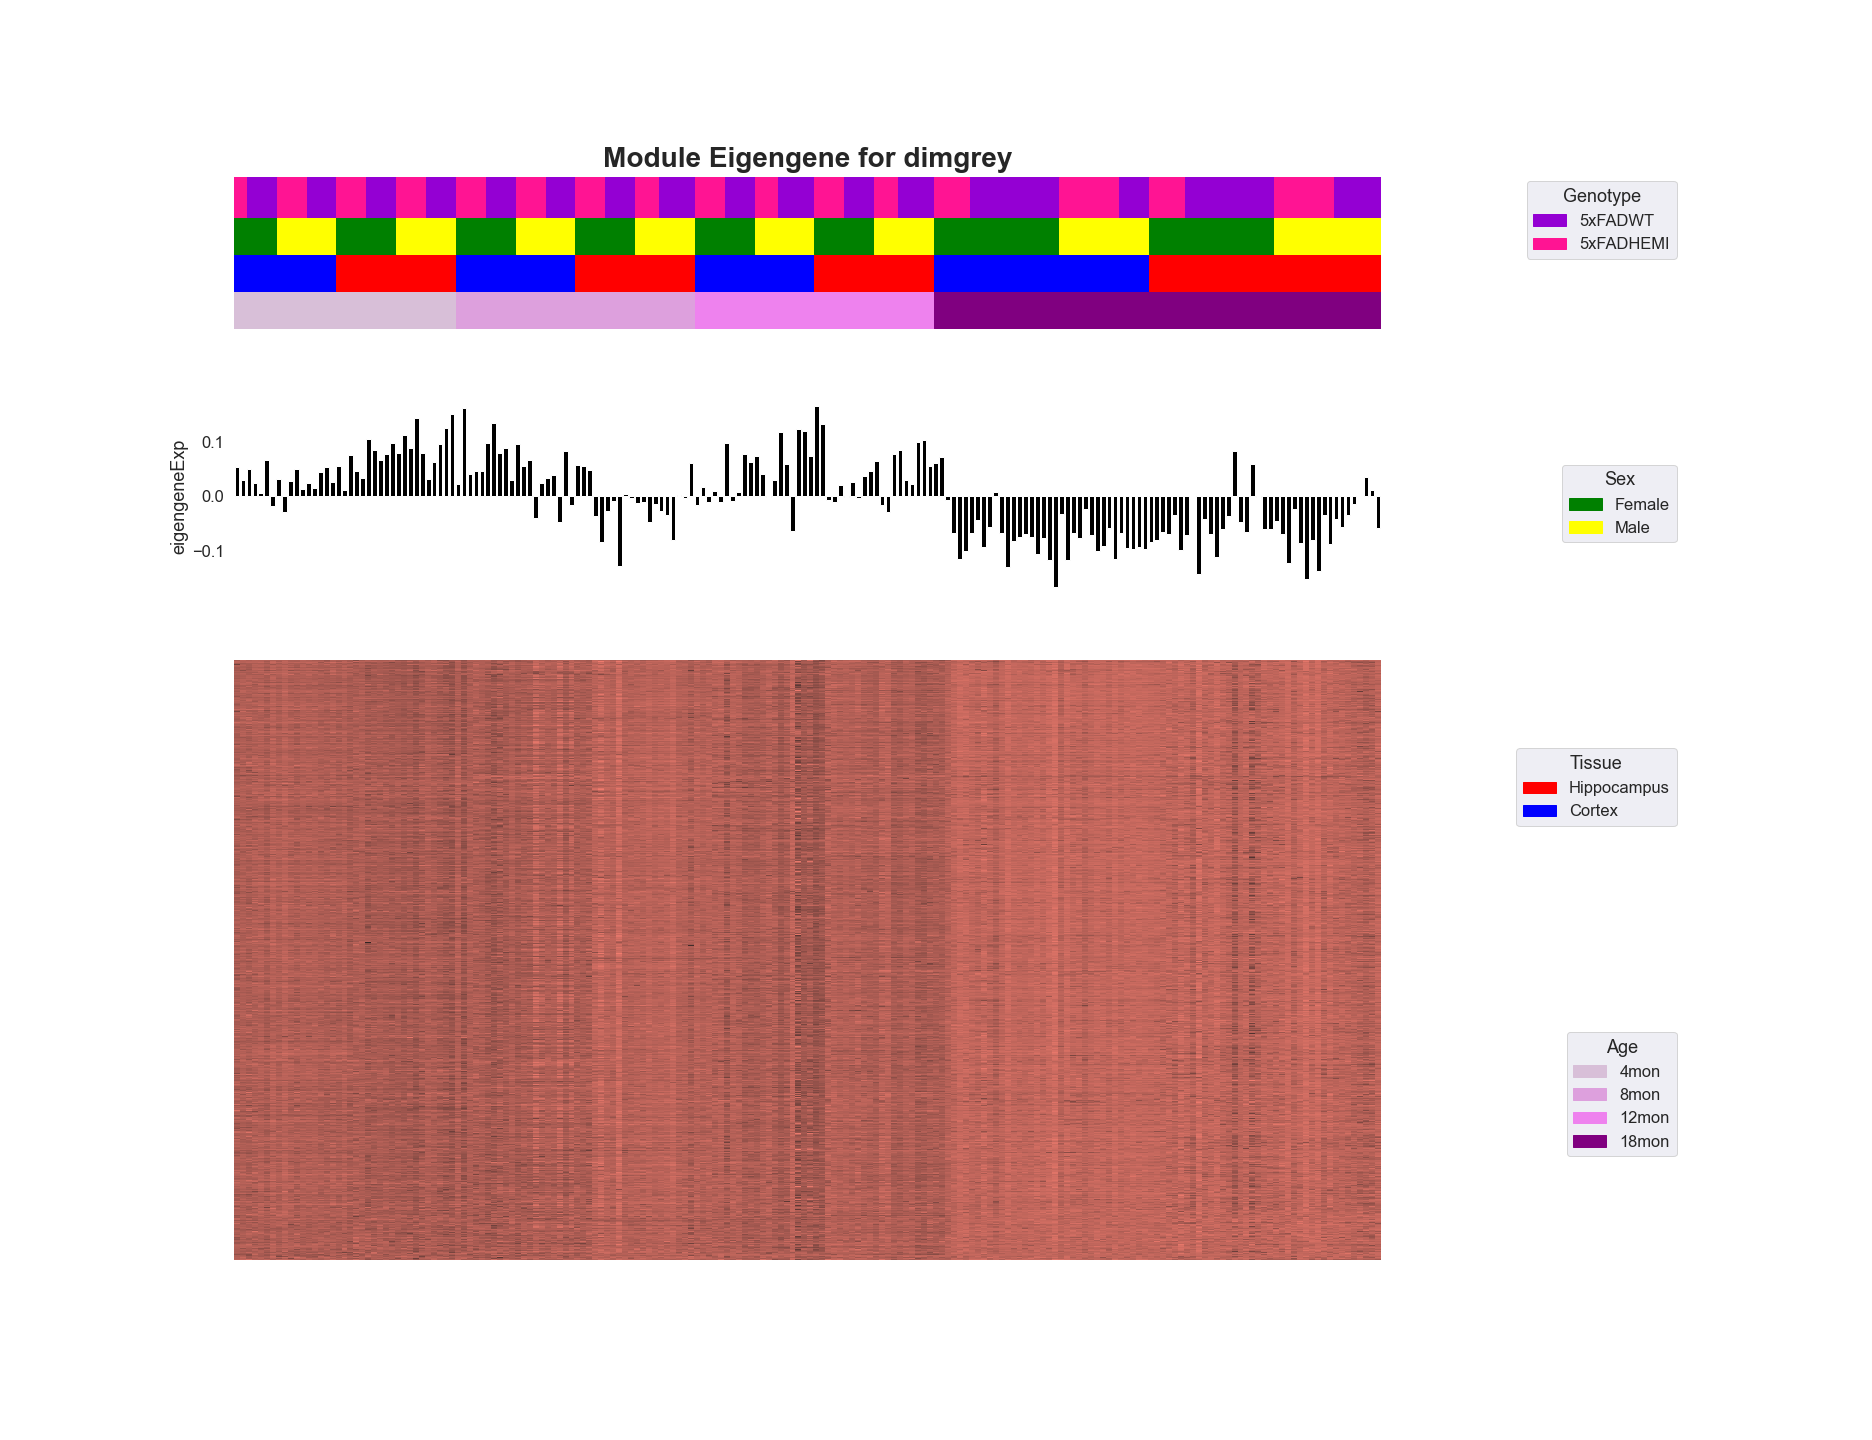 Module Eigengene for dimgrey
Genotype
5xFADWT
5xFADHEMI
eigengeneExp
0.1
0.0
−0.1
Sex
Female
Male
Tissue
Hippocampus
Cortex
Age
4mon
8mon
12mon
18mon